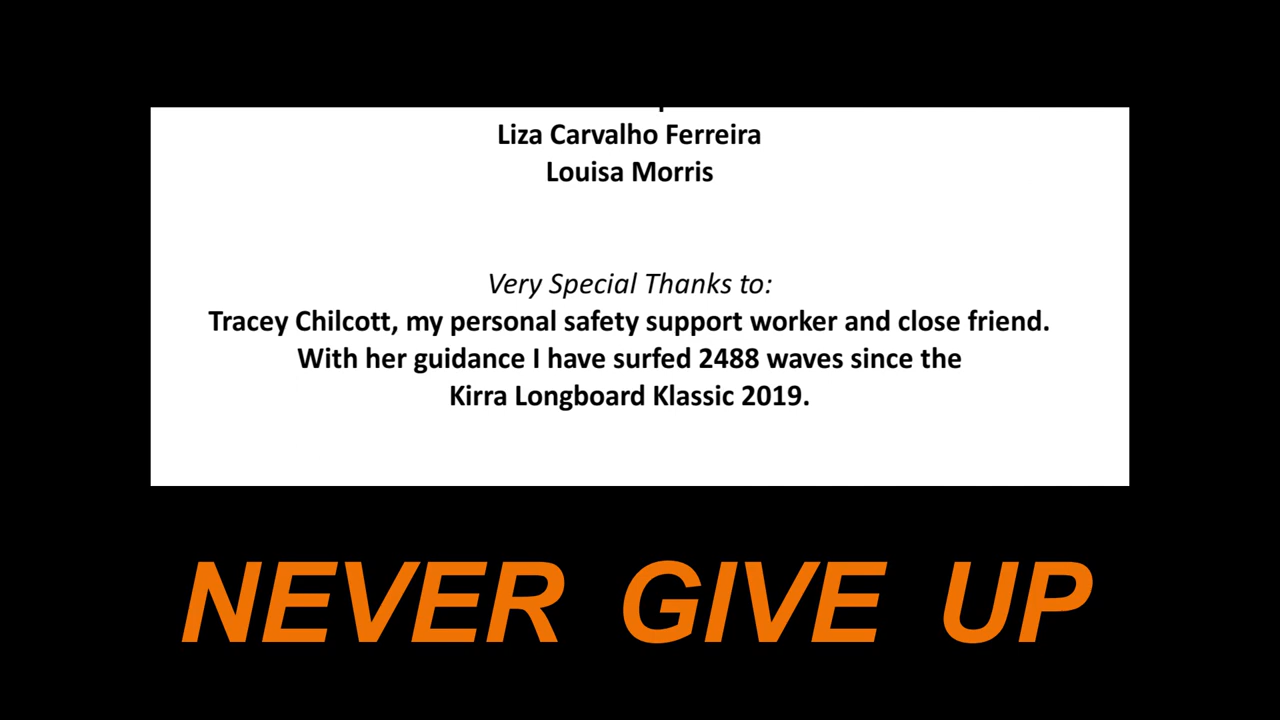 Liza Carvalho Ferreira
Louisa Morris
Very Special Thanks to:
Tracey Chilcott, my personal safety support worker and close friend.
With her guidance I have surfed 2488 waves since the
Kirra Longboard Klassic 2019.
NEVER GIVE UP